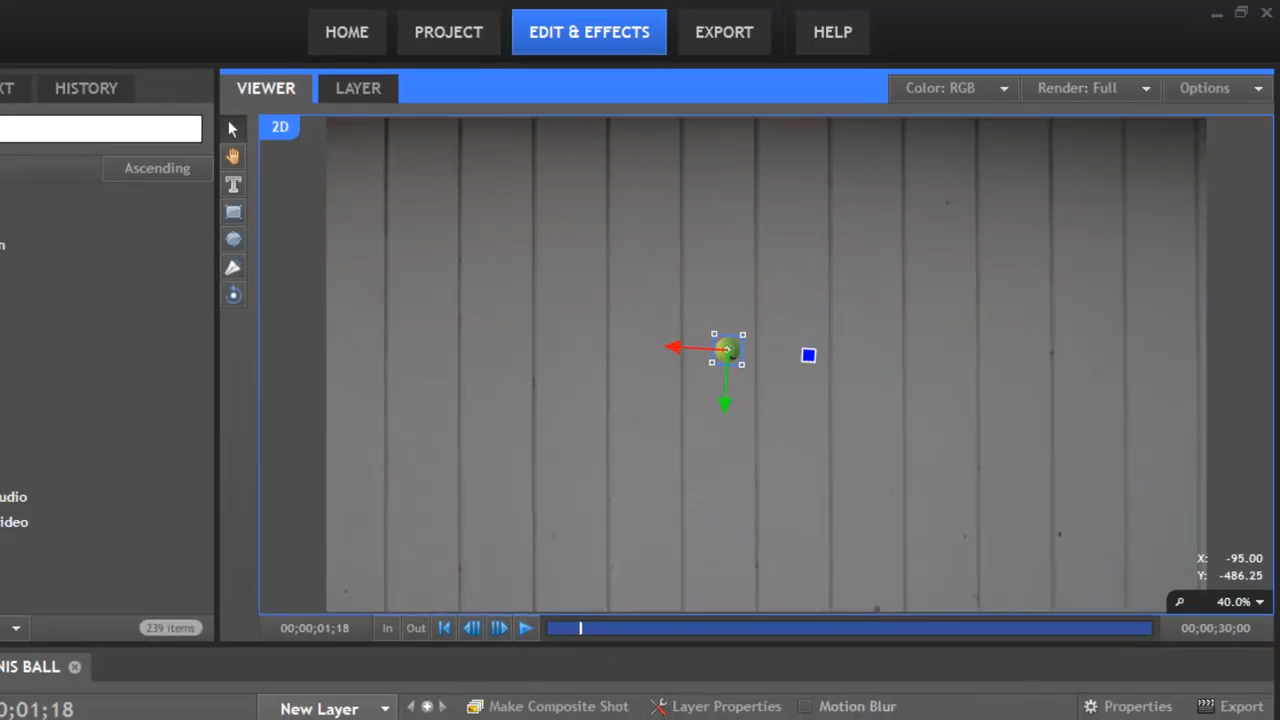 HOME PROJECT EDIT & EFFECTS EXPORT HELP
XT HISTORY VIEWER LAYER Color: RGB Render: Full Options
2D
Ascending
n
udio
ideo
X: -95.00
Y: -486.25
40.0%
239 items 00;00;01;18 In Out 00;00;30;00
NIS BALL
0;01;18 New Layer Make Composite Shot Layer Properties Motion Blur Properties Export